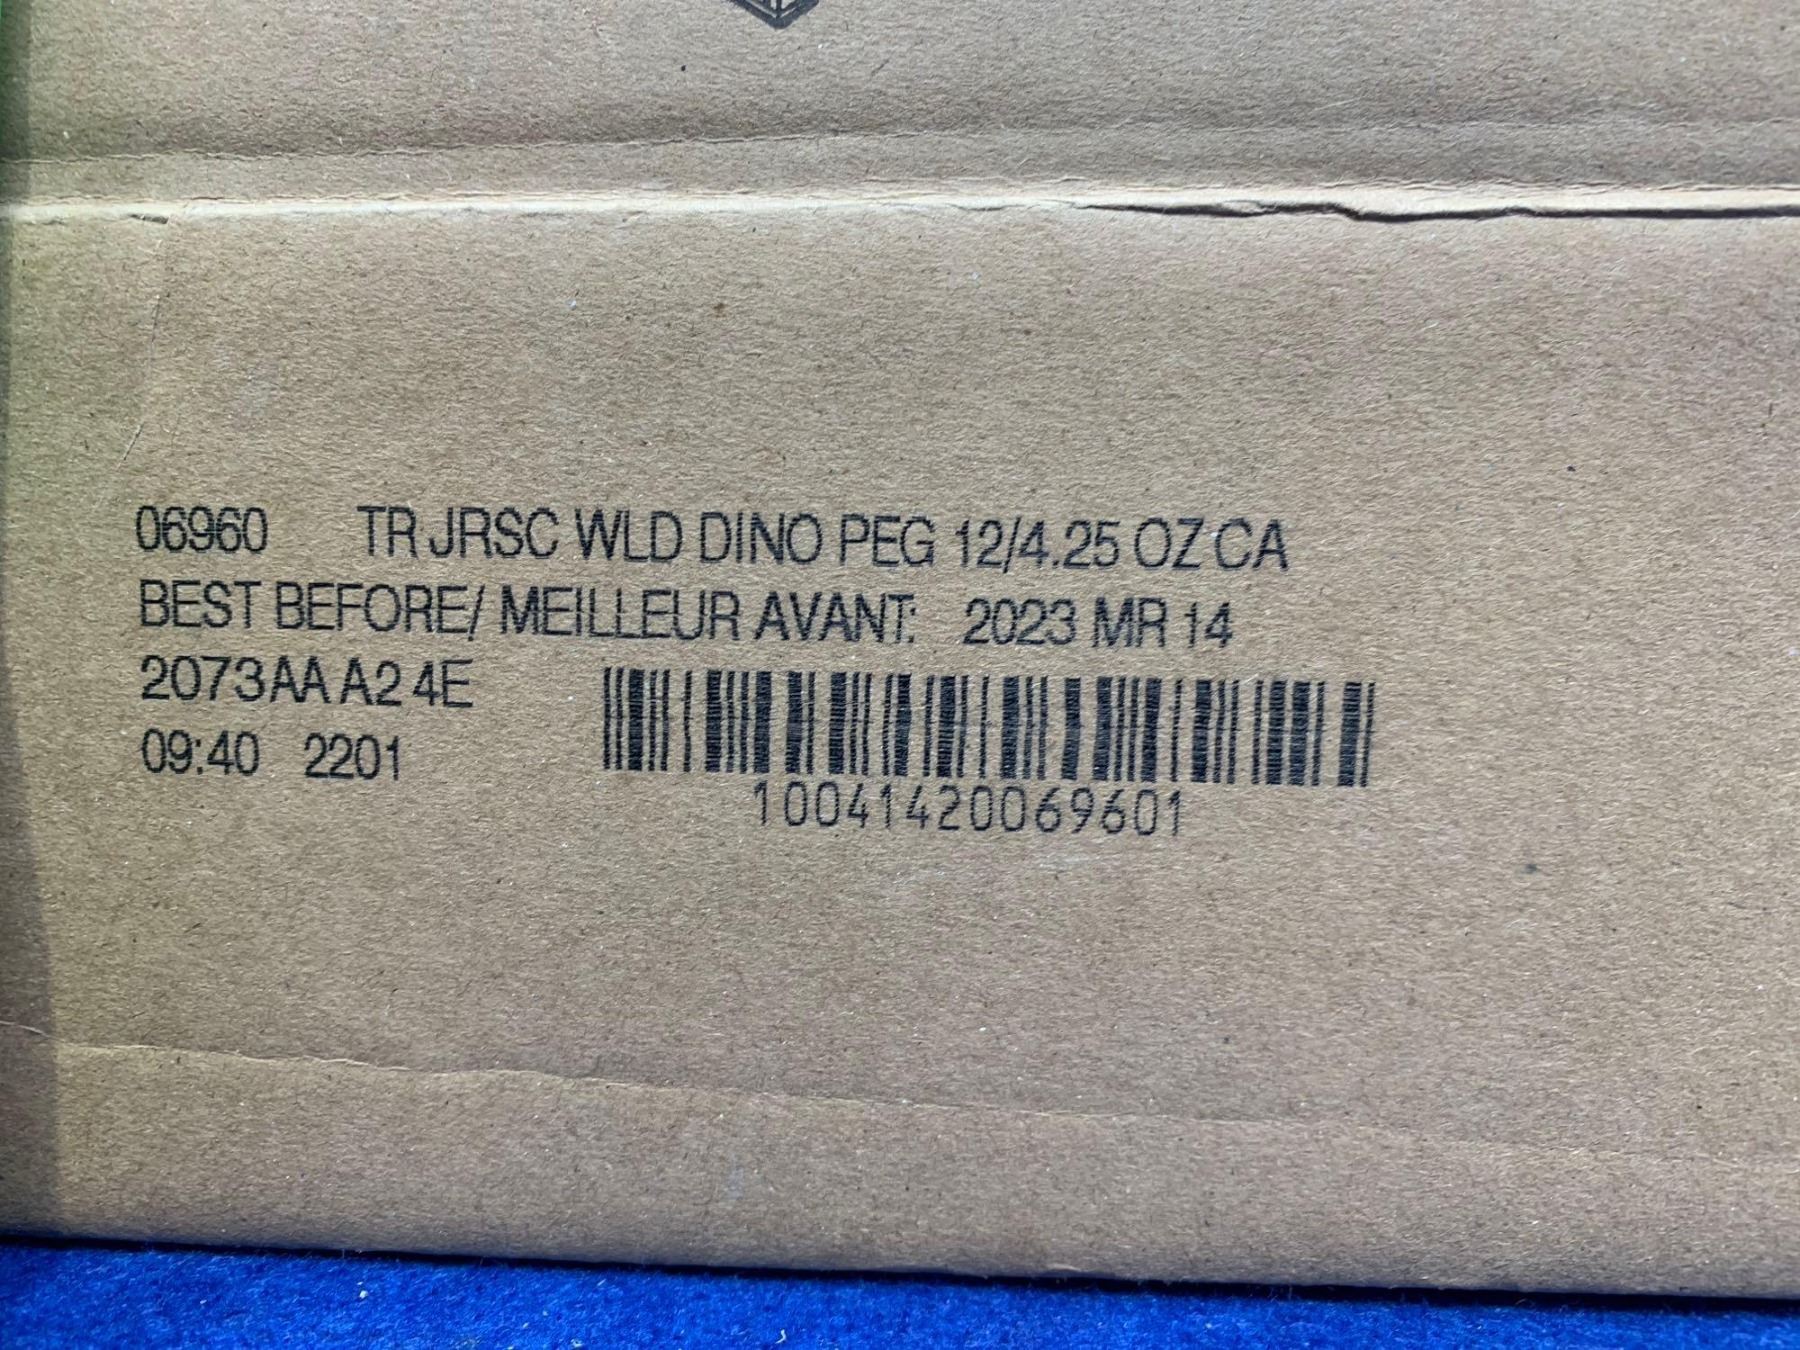 06960 TR JRSC WLD DINO PEG 12/4.25 OZ CA
BEST BEFORE/ MEILLEUR AVANT: 2023 MR 14
2073AA A2 4E
09:40 2201
10041420069601